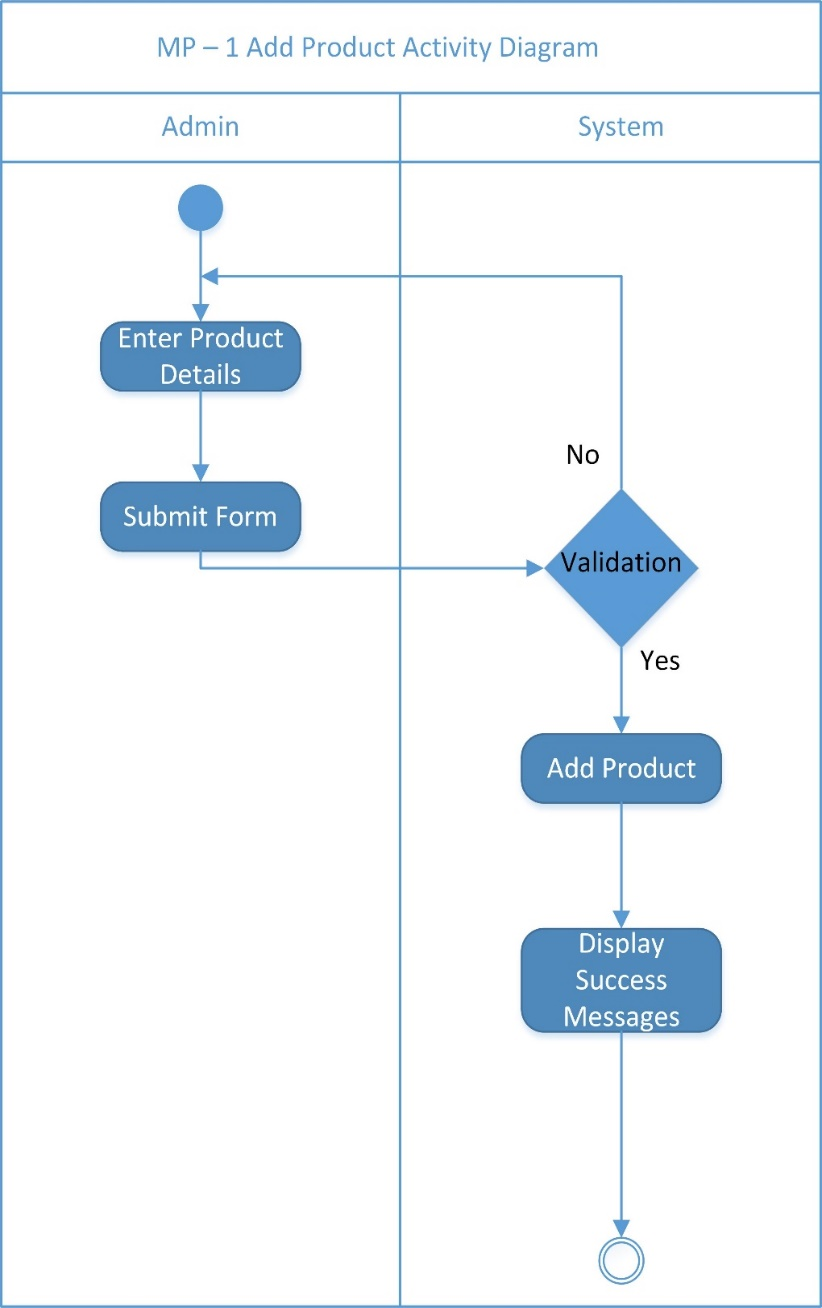 MP – 1 Add Product Activity Diagram
Admin
System
Enter Product
Details
No
Submit Form
Validation
Yes
Add Product
Display
Success
Messages